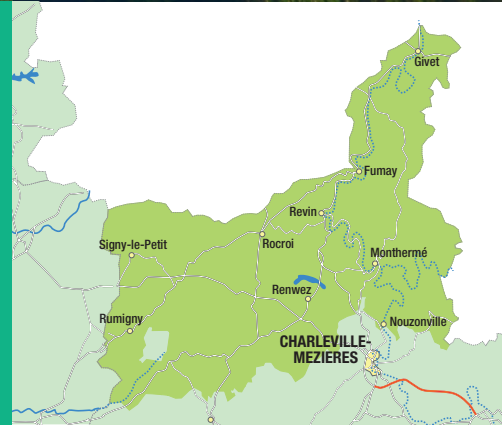 Givet
Fumay
Revin
Rocroi
Signy-le-Petit
Monthermé
Renwez
Rumigny
Nouzonville
CHARLEVILLE-
MEZIERES